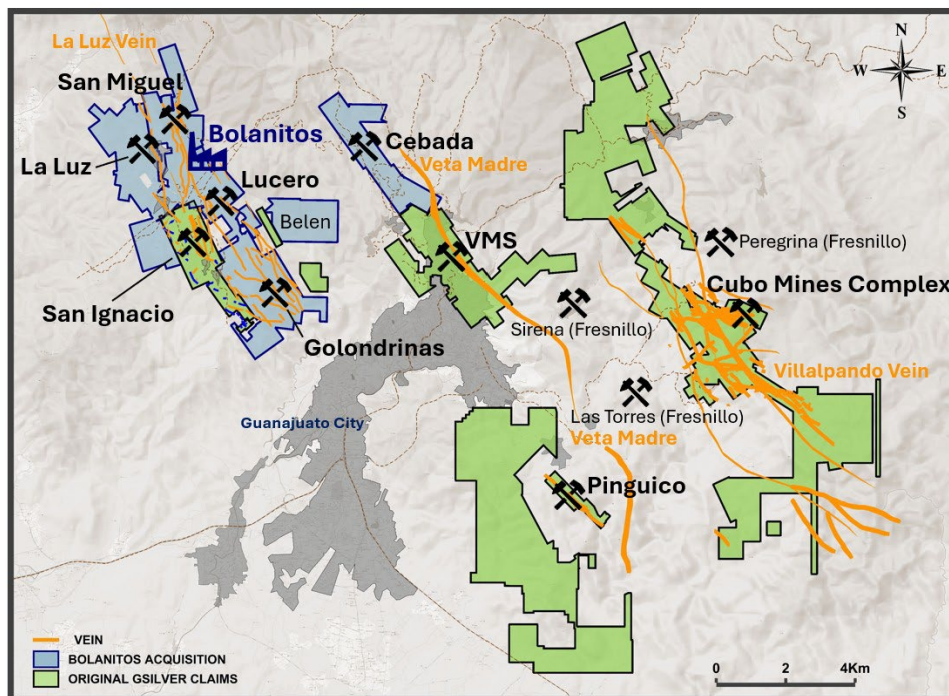 La Luz Vein
San Miguel
Bolanitos
La Luz
Lucero
Belen
San Ignacio
Golondrinas
Cebada
Veta Madre
VMS
Sirena (Fresnillo)
Peregrina (Fresnillo)
Cubo Mines Complex
Villalpando Vein
Las Torres (Fresnillo)
Veta Madre
Guanajuato City
Pinguico
N
W E
S
VEIN
BOLANITOS ACQUISITION
ORIGINAL GSILVER CLAIMS
0 2 4Km